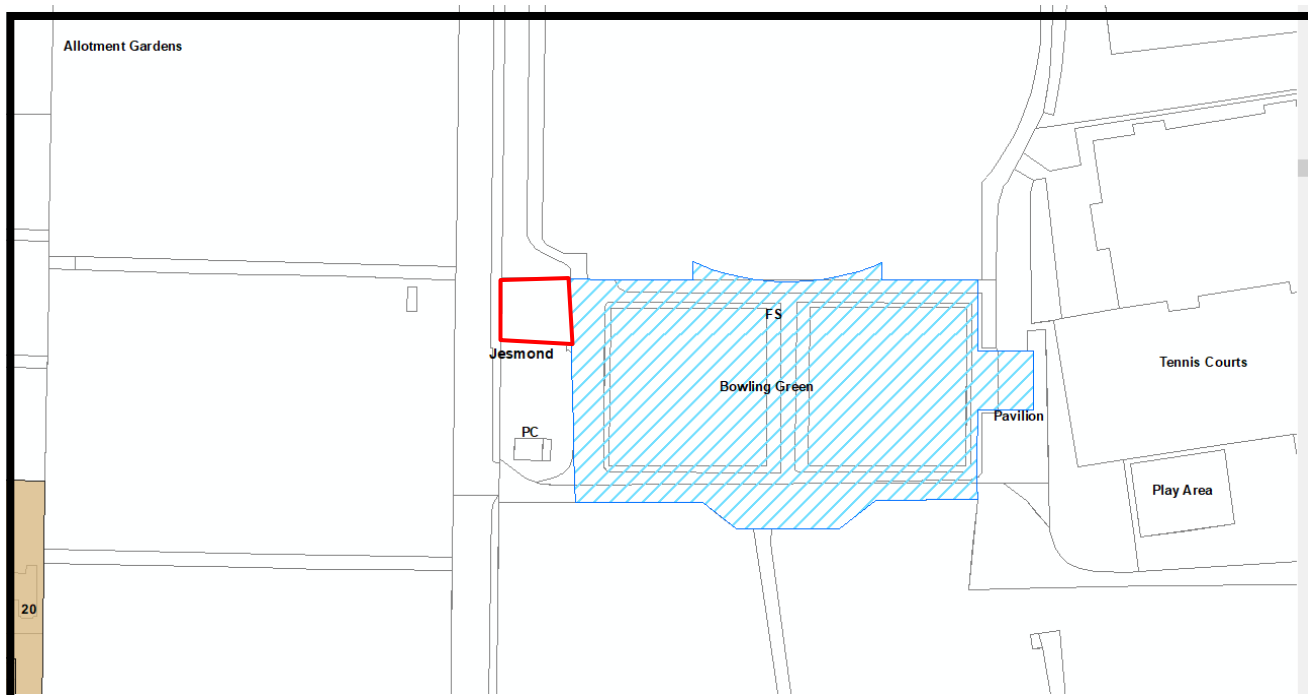 Allotment Gardens
FS
Jesmond
Tennis Courts
Bowling Green
Pavilion
PC
Play Area
20